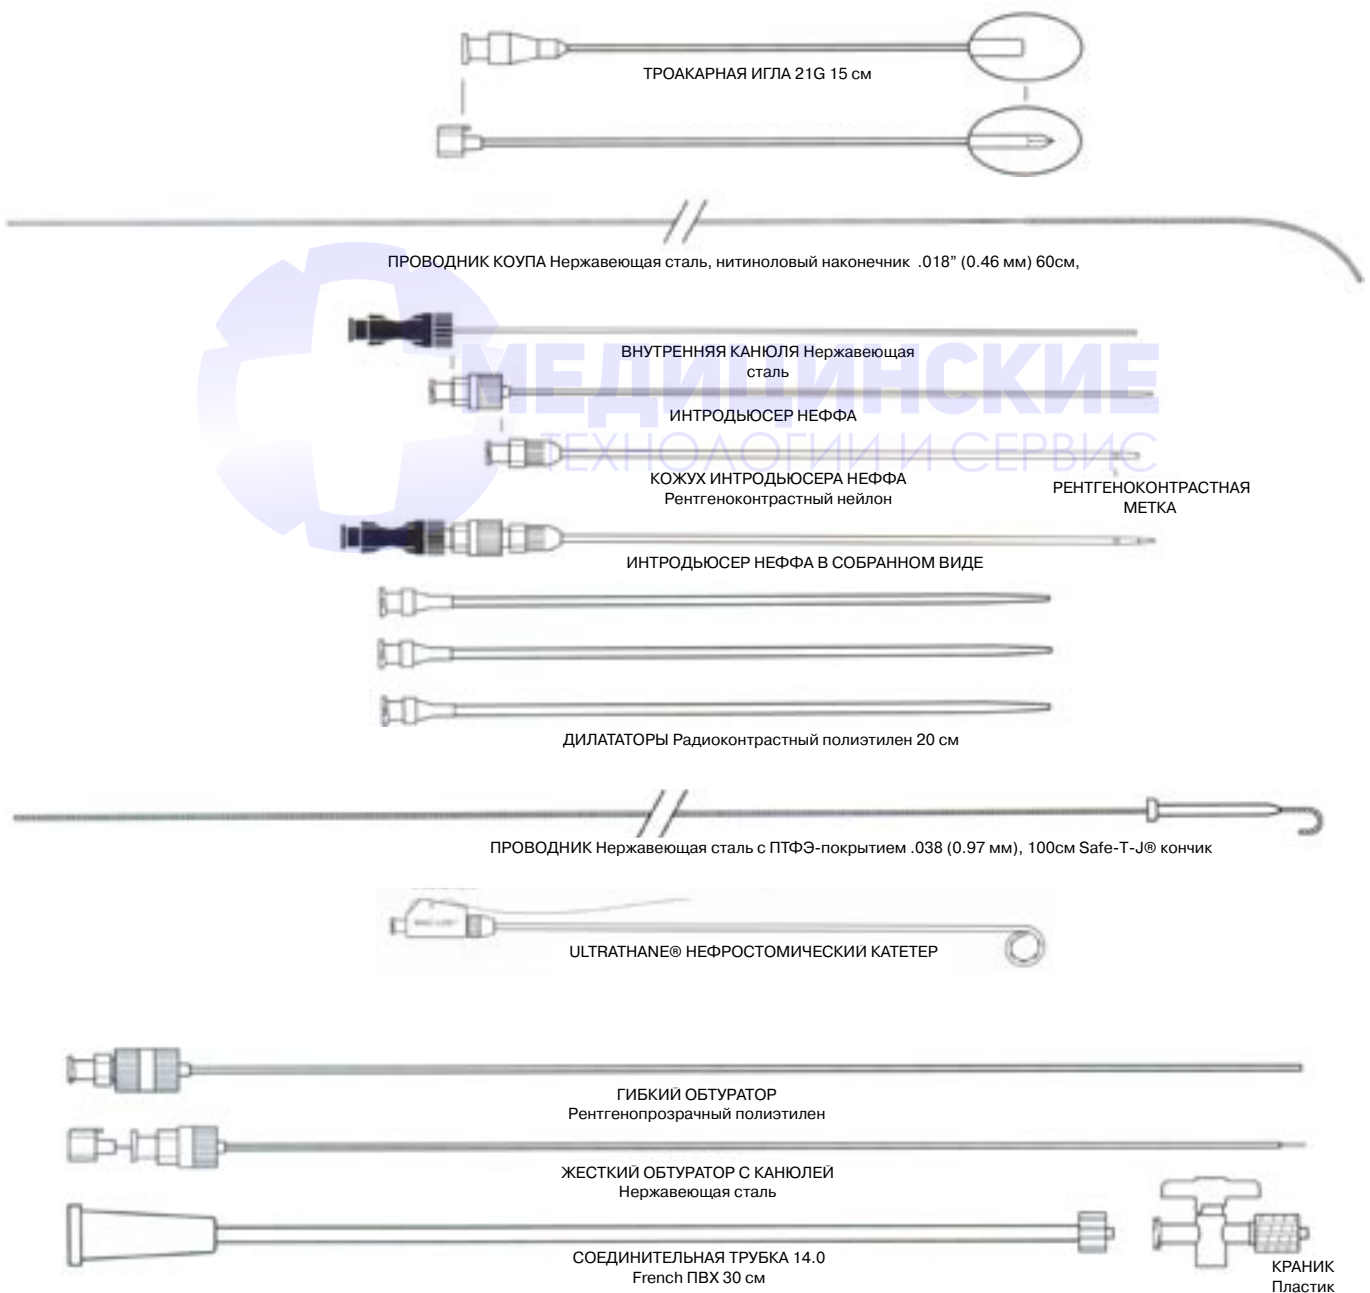 ТРОАКАРНАЯ ИГЛА 21G 15 см
ПРОВОДНИК КОУПА Нержавеющая сталь, нитиноловый наконечник .018” (0.46 мм) 60см,
ВНУТРЕННЯЯ КАНЮЛЯ Нержавеющая
сталь
МЕДИЦИНСКИЕ
ИНТРОДЬЮСЕР НЕФФА
ТЕХНОЛОГИИ И СЕРВИС
КОЖУХ ИНТРОДЬЮСЕРА НЕФФА
Рентгеноконтрастный нейлон
РЕНТГЕНОКОНТРАСТНАЯ
МЕТКА
ИНТРОДЬЮСЕР НЕФФА В СОБРАННОМ ВИДЕ
ДИЛАТАТОРЫ Радиоконтрастный полиэтилен 20 см
ПРОВОДНИК Нержавеющая сталь с ПТФЭ-покрытием .038 (0.97 мм), 100см Safe-T-J® кончик
ULTRATHANE® НЕФРОСТОМИЧЕСКИЙ КАТЕТЕР
ГИБКИЙ ОБТУРАТОР
Рентгенопрозрачный полиэтилен
ЖЕСТКИЙ ОБТУРАТОР С КАНЮЛЕЙ
Нержавеющая сталь
СОЕДИНИТЕЛЬНАЯ ТРУБКА 14.0
French ПВХ 30 см
КРАНИК
Пластик